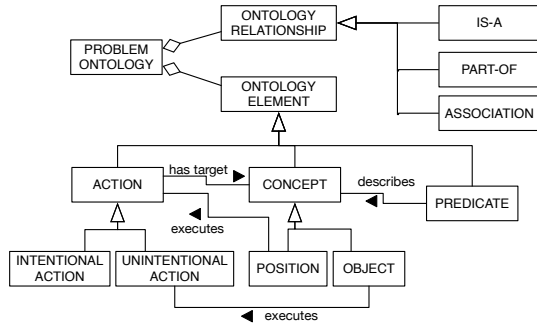 ONTOLOGY
RELATIONSHIP
IS-A
PROBLEM
ONTOLOGY
PART-OF
ONTOLOGY
ELEMENT
ASSOCIATION
has target
ACTION
CONCEPT
describes
PREDICATE
executes
INTENTIONAL
ACTION
UNINTENTIONAL
ACTION
POSITION
OBJECT
executes